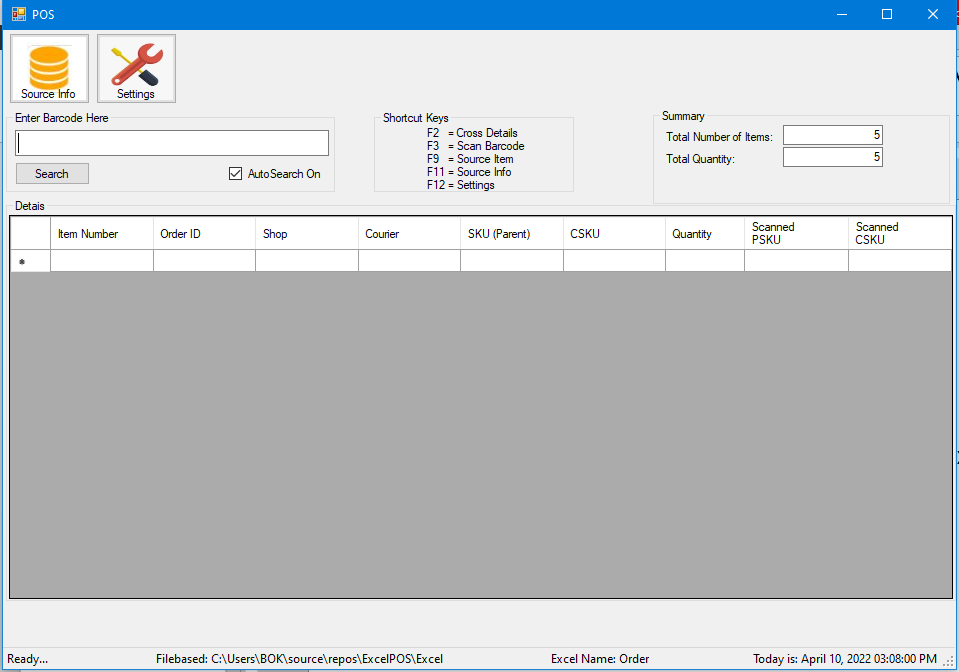 POS
Source Info
Settings
Enter Barcode Here
Search
AutoSearch On
Shortcut Keys
F2 = Cross Details
F3 = Scan Barcode
F9 = Source Item
F11 = Source Info
F12 = Settings
Summary
Total Number of Items: 5
Total Quantity: 5
Detais
Item Number Order ID Shop Courier SKU (Parent) CSKU Quantity Scanned PSKU Scanned CSKU
*
Ready... Filebased: C:\Users\BOK\source\repos\ExcelPOS\Excel Excel Name: Order Today is: April 10, 2022 03:08:00 PM